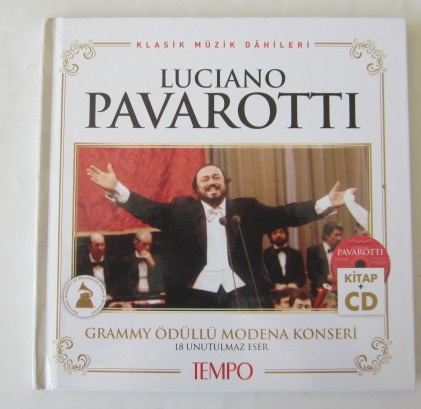 KLASİK MÜZİK DÂHİLERİ
LUCIANO
PAVAROTTI
PAVAROTTI
KİTAP
+
CD
GRAMMY ÖDÜLLÜ MODENA KONSERİ
18 UNUTULMAZ ESER
TEMPO